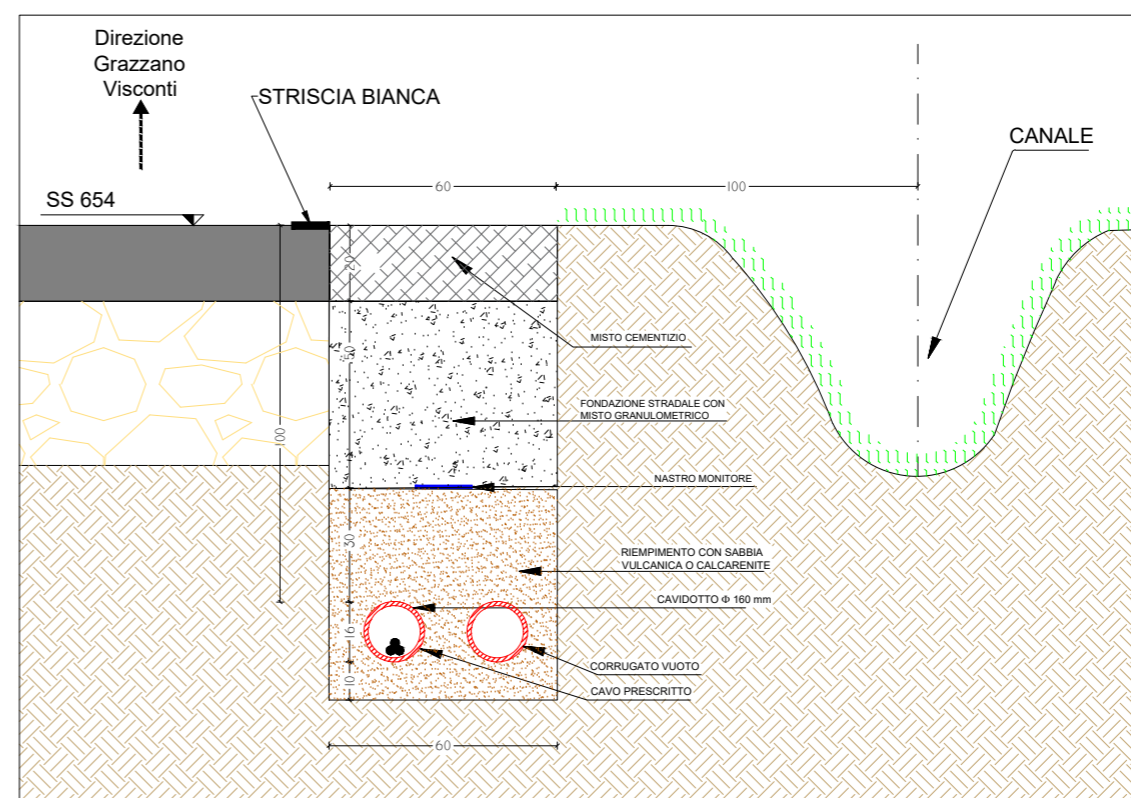 Direzione
Grazzano
Visconti
STRISCIA BIANCA
CANALE
SS 654
60
100
20
50
100
30
16
10
60
MISTO CEMENTIZIO
FONDAZIONE STRADALE CON
MISTO GRANULOMETRICO
NASTRO MONITORE
RIEMPIMENTO CON SABBIA
VULCANICA O CALCARENITE
CAVIDOTTO Φ 160 mm
CORRUGATO VUOTO
CAVO PRESCRITTO